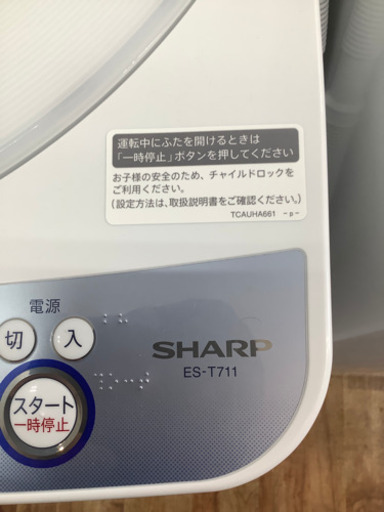 運転中にふたを開けるときは
「一時停止」ボタンを押してください
お子様の安全のため、チャイルドロックを
ご利用ください。
(設定方法は、取扱説明書をご確認ください。)
TCAUHA661 -p-
電源
切 入
SHARP
ES-T711
スタート
一時停止